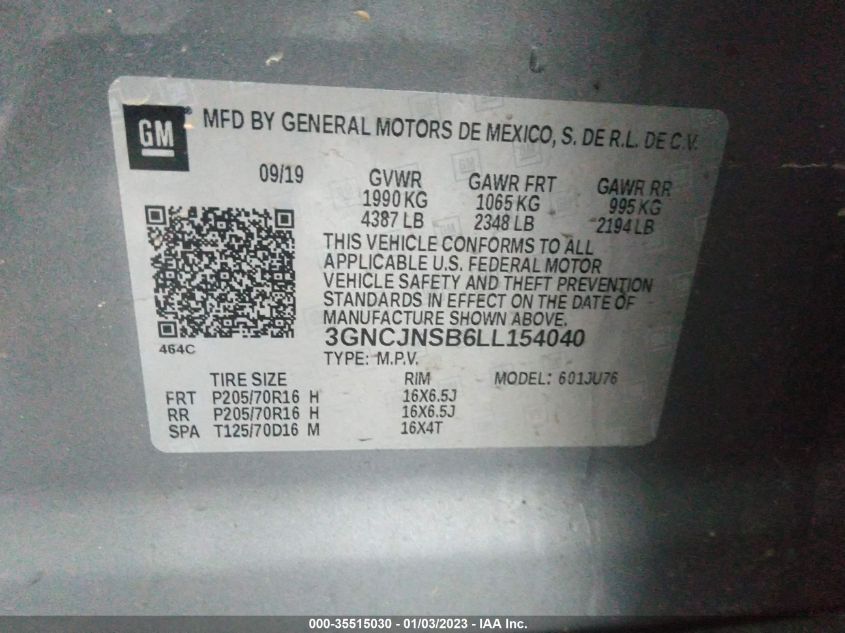 GM ® MFD BY GENERAL MOTORS DE MEXICO, S. DE R.L. DE C.V.
09/19 GVWR GAWR FRT GAWR RR
1990 KG 1065 KG 995 KG
4387 LB 2348 LB 2194 LB
THIS VEHICLE CONFORMS TO ALL
APPLICABLE U.S. FEDERAL MOTOR
VEHICLE SAFETY AND THEFT PREVENTION
STANDARDS IN EFFECT ON THE DATE OF
MANUFACTURE SHOWN ABOVE.
3GNCJNSB6LL154040
464C TYPE: M.P.V.
TIRE SIZE RIM MODEL: 601JU76
FRT P205/70R16 H 16X6.5J
RR P205/70R16 H 16X6.5J
SPA T125/70D16 M 16X4T
000-35515030 - 01/03/2023 - IAA Inc.